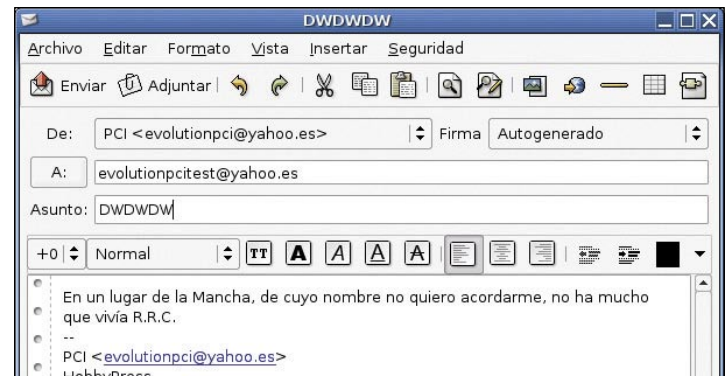 DWDWDW
Archivo Editar Formato Vista Insertar Seguridad
Enviar Adjuntar
De: PCI <evolutionpci@yahoo.es> Firma Autogenerado
A: evolutionpcitest@yahoo.es
Asunto: DWDWDW
+0 Normal TT A A A A
En un lugar de la Mancha, de cuyo nombre no quiero acordarme, no ha mucho
que vivía R.R.C.
--
PCI <evolutionpci@yahoo.es>
HobbyPress